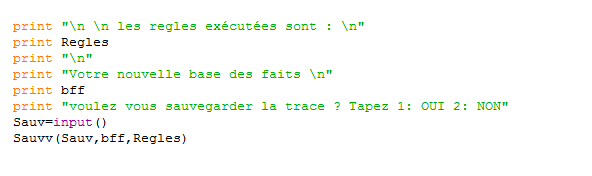 print "\n \n les regles exécutées sont : \n"
print Regles
print "\n"
print "Votre nouvelle base des faits \n"
print bff
print "voulez vous sauvegarder la trace ? Tapez 1: OUI 2: NON"
Sauv=input()
Sauvv(Sauv,bff,Regles)